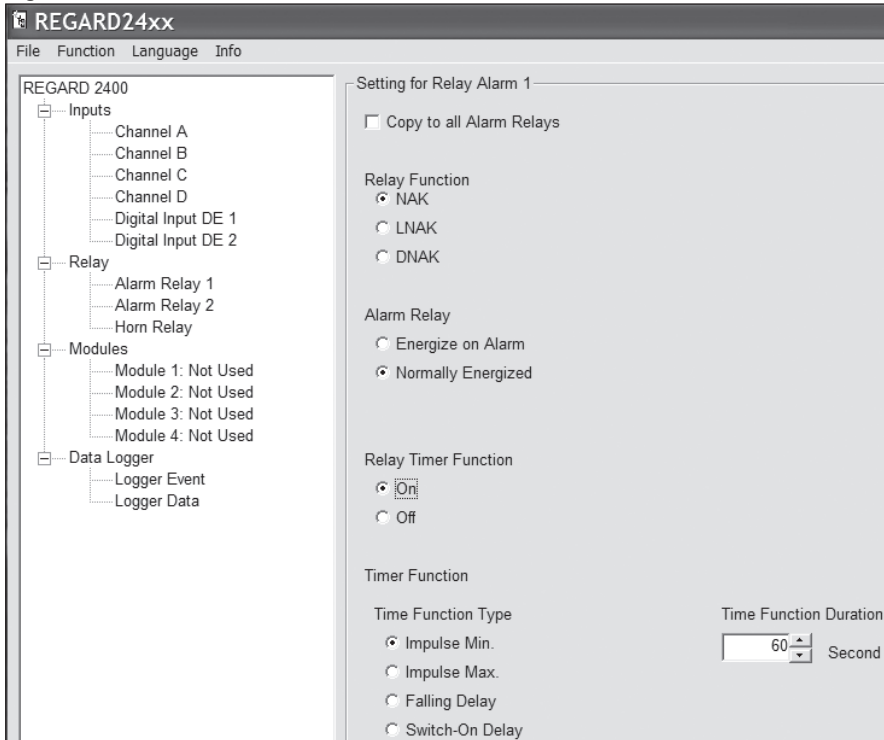 REGARD24xx
File Function Language Info
REGARD 2400
Inputs
Channel A
Channel B
Channel C
Channel D
Digital Input DE 1
Digital Input DE 2
Relay
Alarm Relay 1
Alarm Relay 2
Horn Relay
Modules
Module 1: Not Used
Module 2: Not Used
Module 3: Not Used
Module 4: Not Used
Data Logger
Logger Event
Logger Data
Setting for Relay Alarm 1
Copy to all Alarm Relays
Relay Function
NAK
LNAK
DNAK
Alarm Relay
Energize on Alarm
Normally Energized
Relay Timer Function
On
Off
Timer Function
Time Function Type
Impulse Min.
Impulse Max.
Falling Delay
Switch-On Delay
Time Function Duration
60 Second